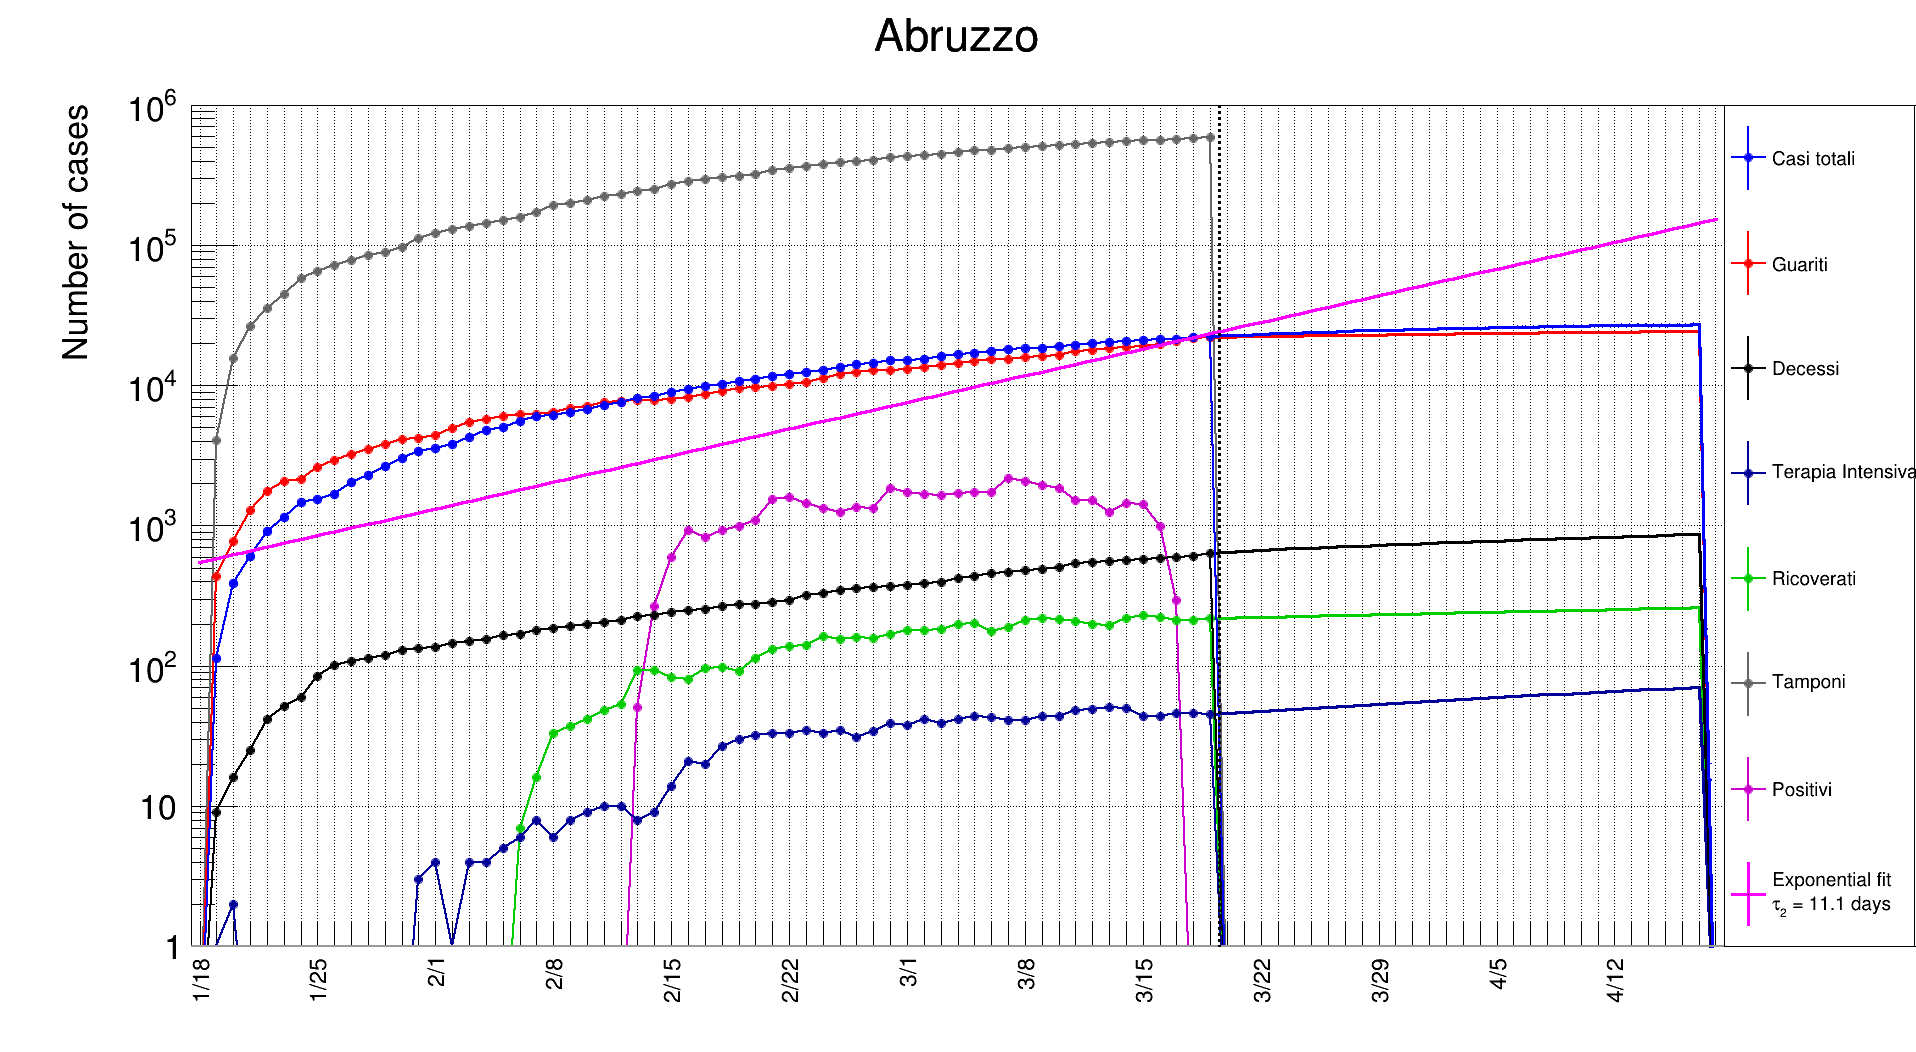 Abruzzo
Number of cases
10^6
10^5
10^4
10^3
10^2
10
1
1/18
1/25
2/1
2/8
2/15
2/22
3/1
3/8
3/15
3/22
3/29
4/5
4/12
Casi totali
Guariti
Decessi
Terapia Intensiva
Ricoverati
Tamponi
Positivi
Exponential fit
τ_2 = 11.1 days